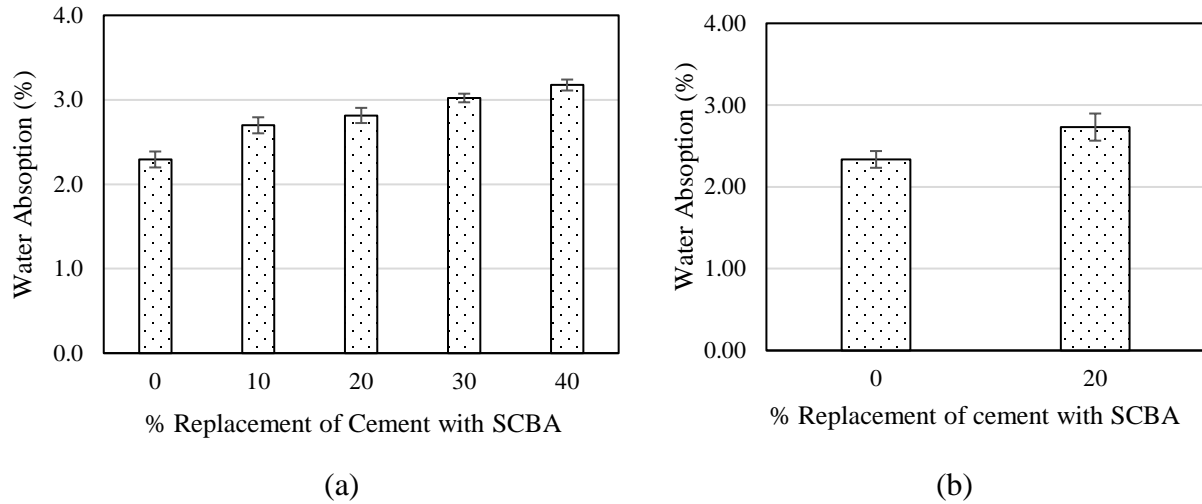 4.0
3.0
2.0
1.0
0.0
Water Absoption (%)
0 10 20 30 40
% Replacement of Cement with SCBA
(a)
4.00
3.00
2.00
1.00
0.00
Water Absoption (%)
0 20
% Replacement of cement with SCBA
(b)